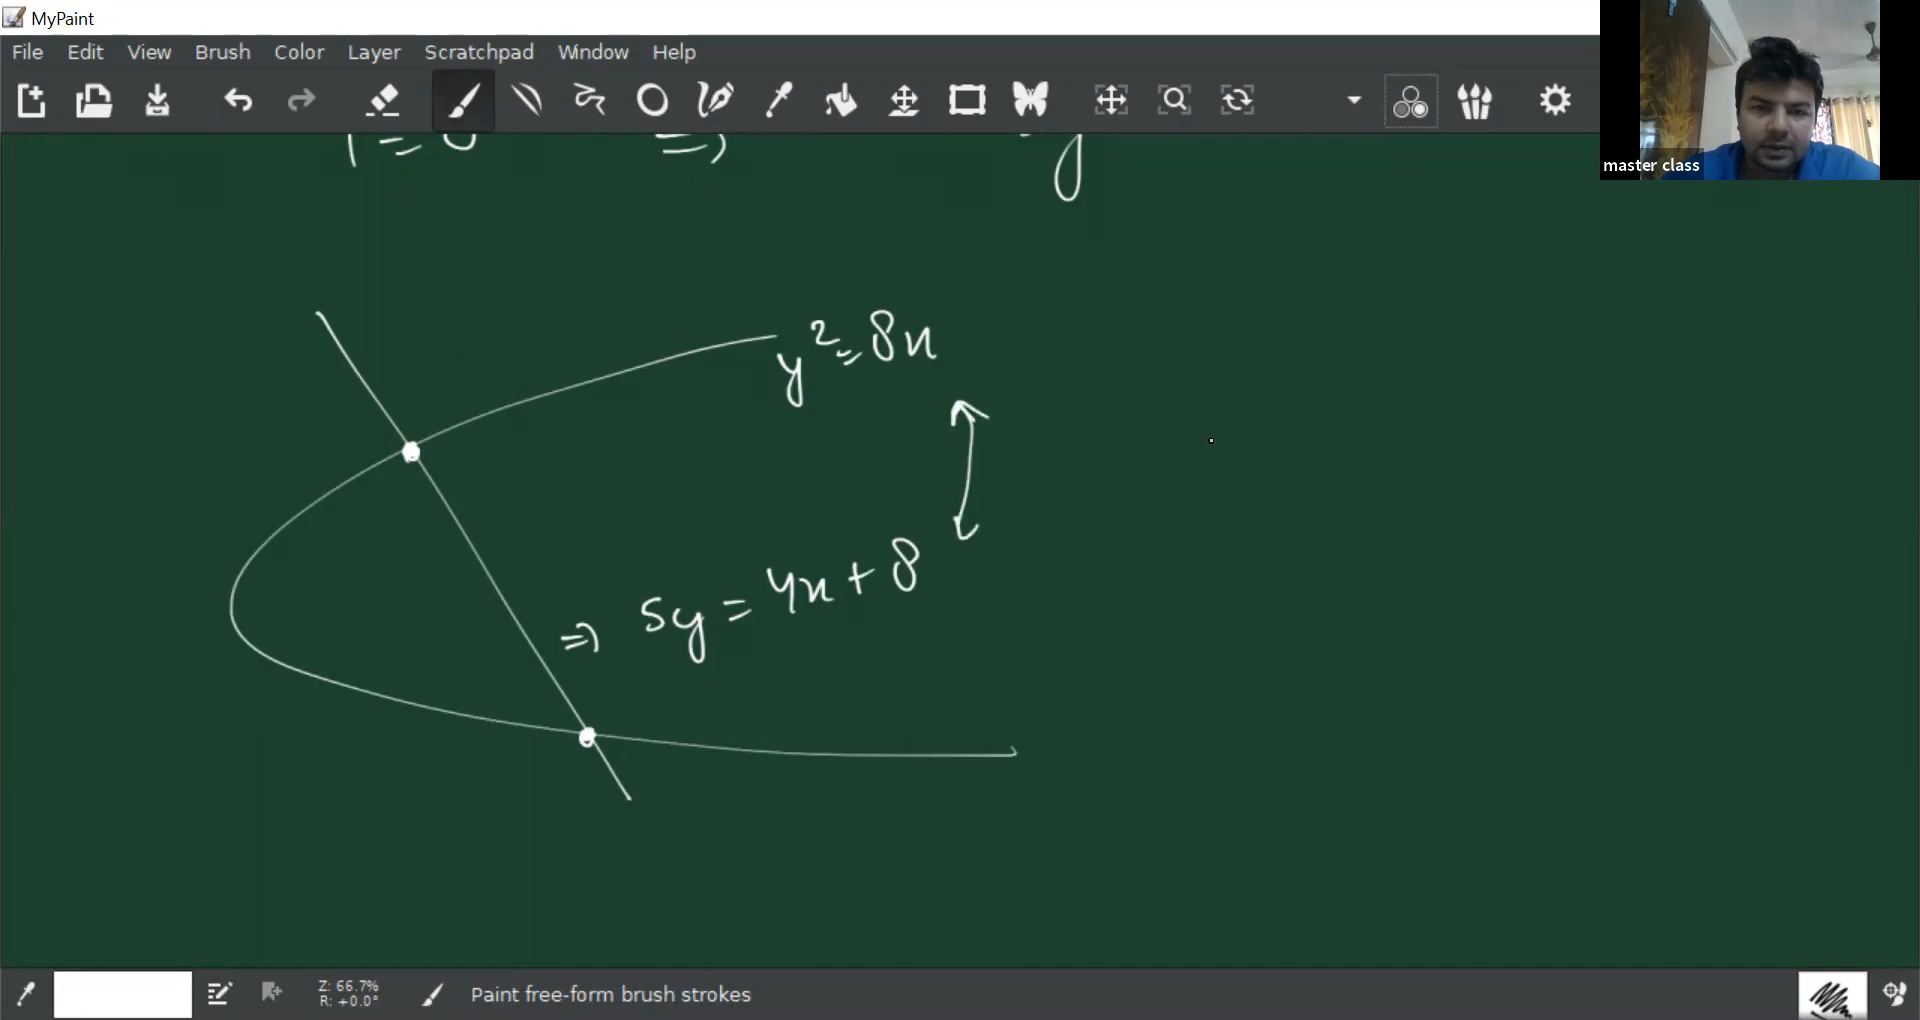 MyPaint
File Edit View Brush Color Layer Scratchpad Window Help
master class
y² = 8x
⇒ 5y = 4x + 8
Z: 66.7%
R: +0.0°
Paint free-form brush strokes